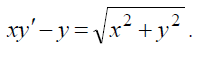 xy′ − y = √(x² + y²) .